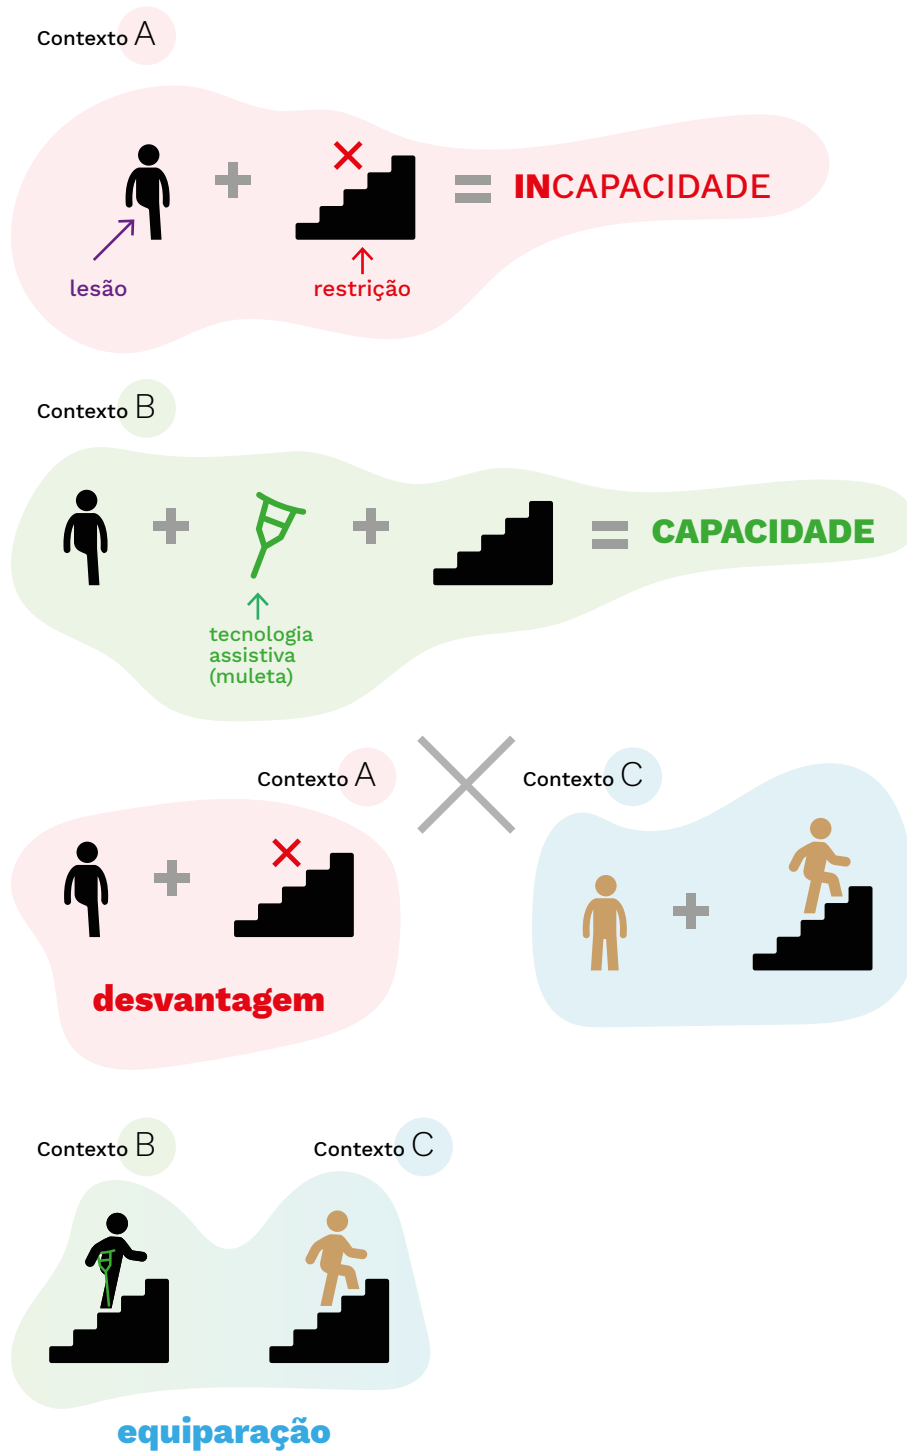 Contexto A
INCAPACIDADE
lesão
restrição
Contexto B
CAPACIDADE
tecnologia
assistiva
(muleta)
Contexto A
Contexto C
desvantagem
Contexto B
Contexto C
equiparação